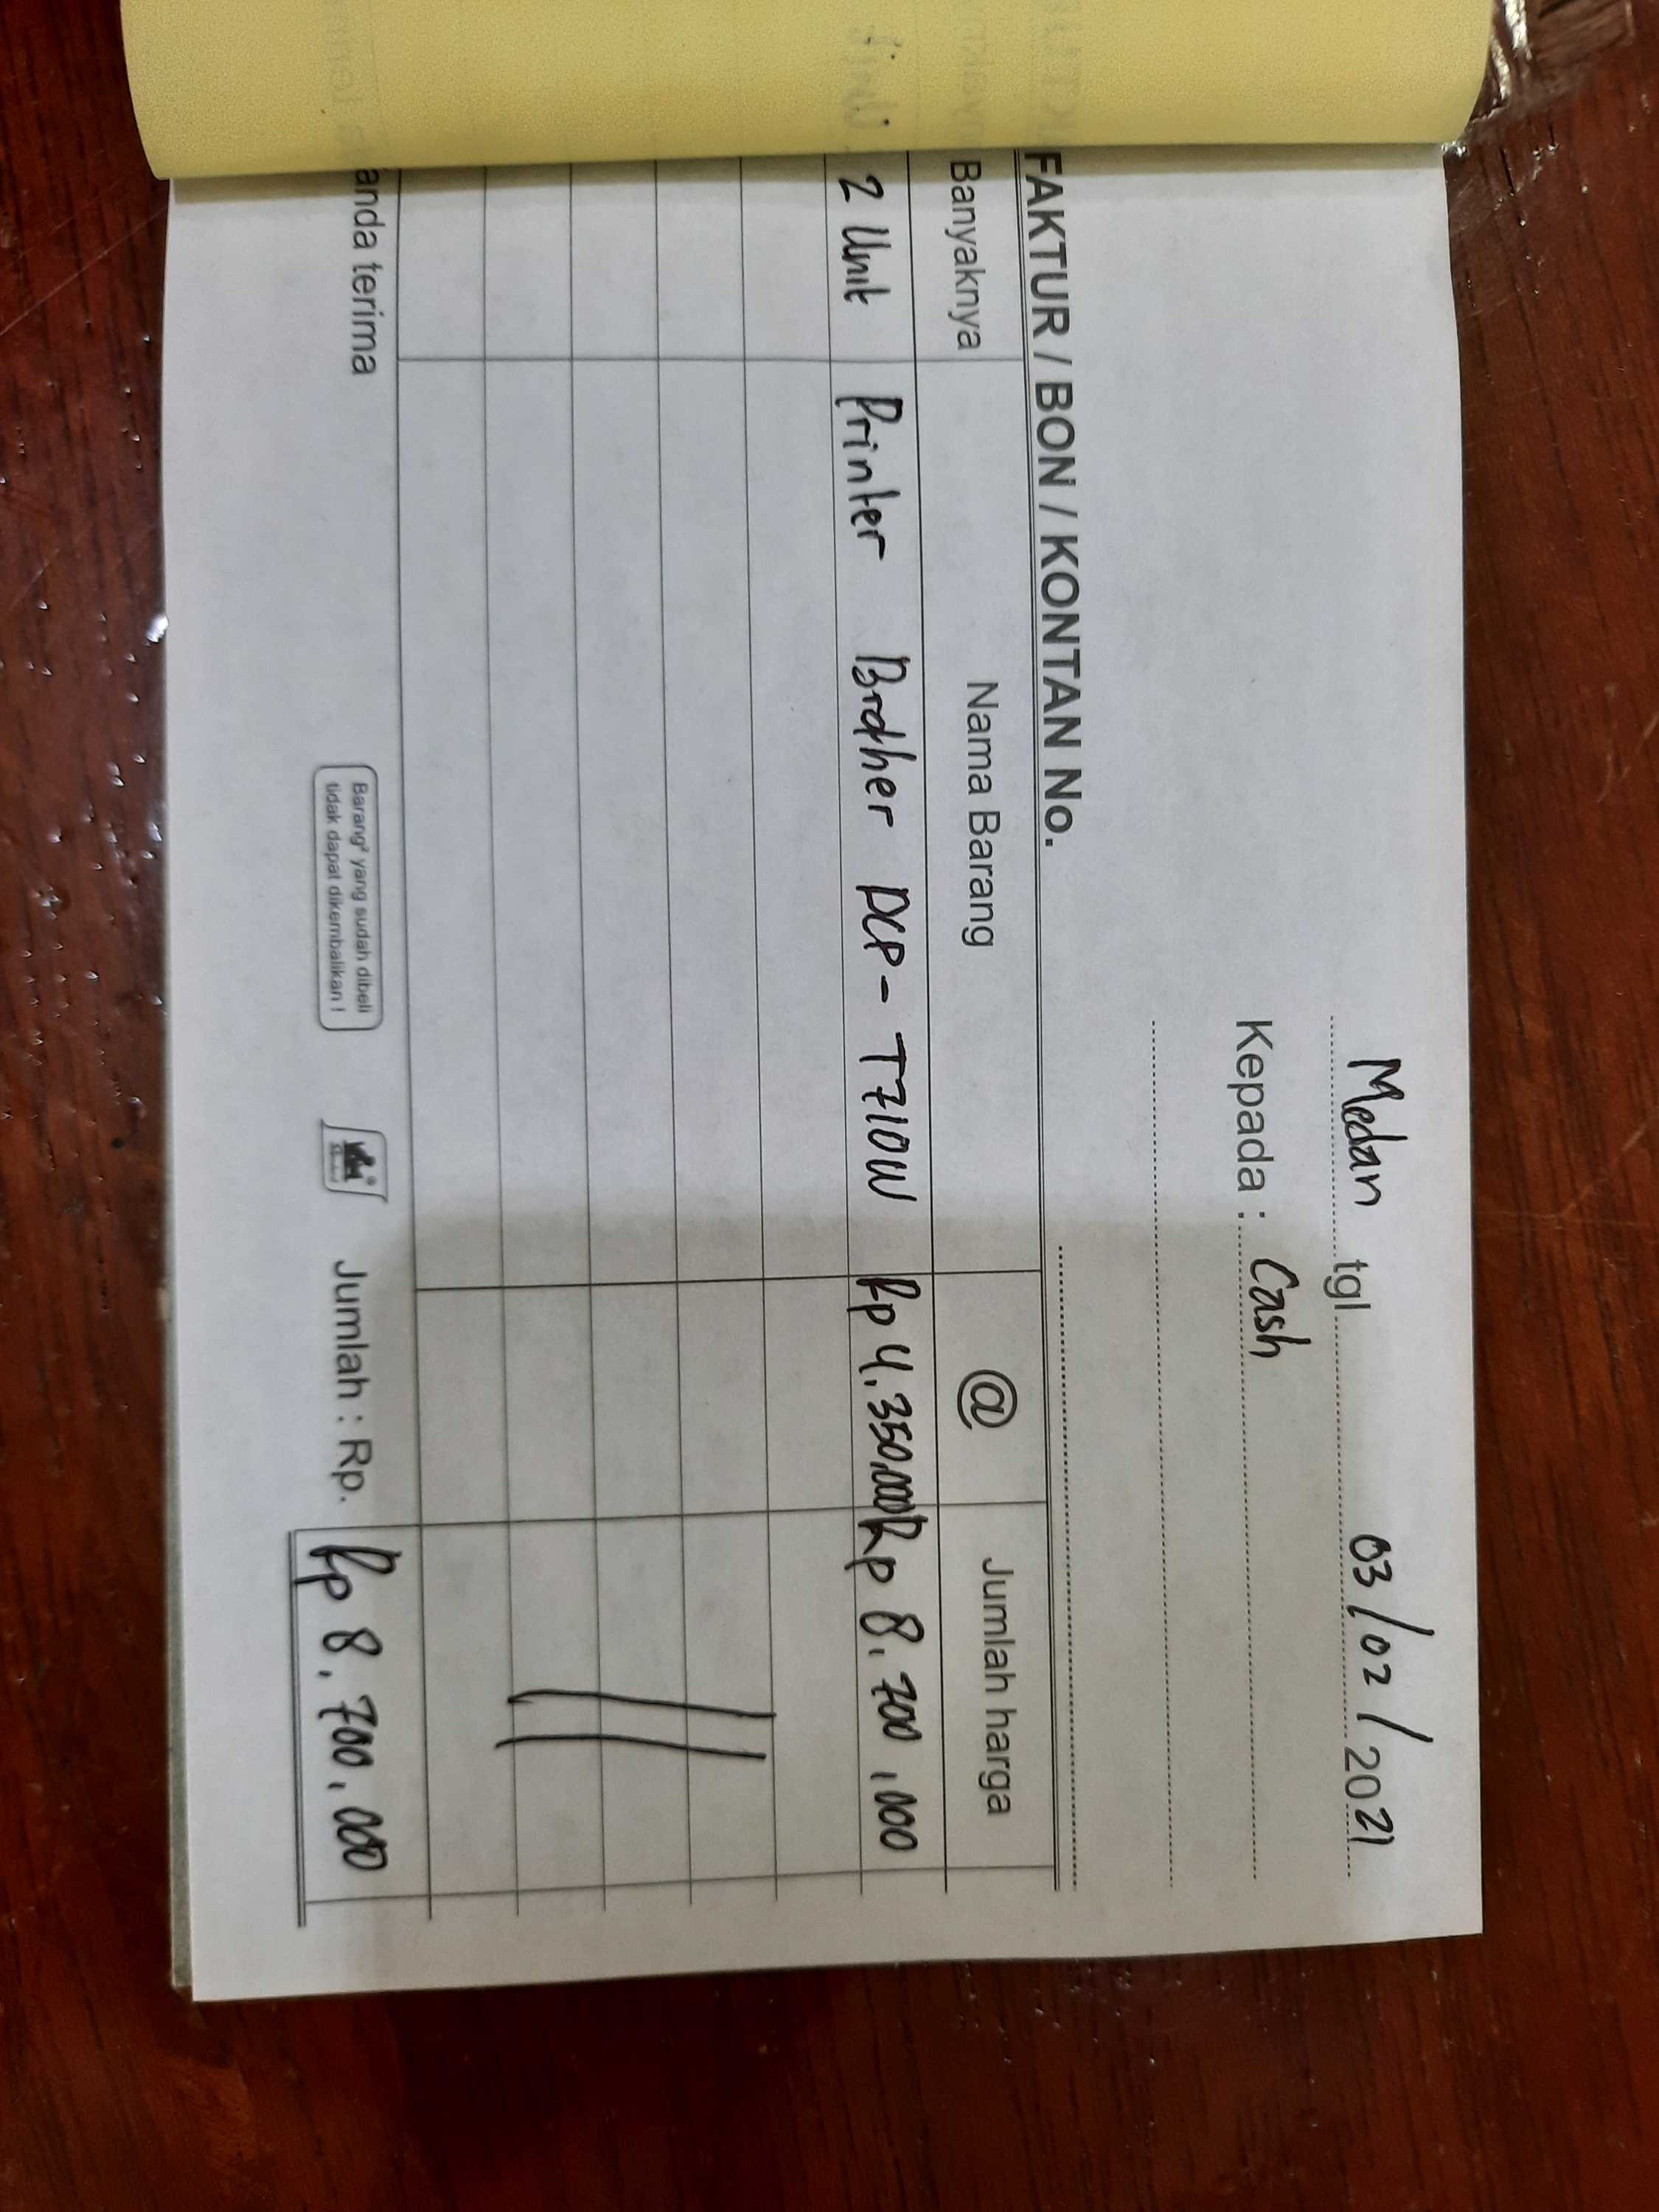 Medan tgl 03/02/2021
Kepada : Cash
FAKTUR / BON / KONTAN No.
Banyaknya Nama Barang @ Jumlah harga
2 Unit Printer Brother DCP-T710W Rp 4.350.000 Rp 8.700.000
anda terima
Barang² yang sudah dibeli
tidak dapat dikembalikan !
Jumlah : Rp. Rp 8.700.000